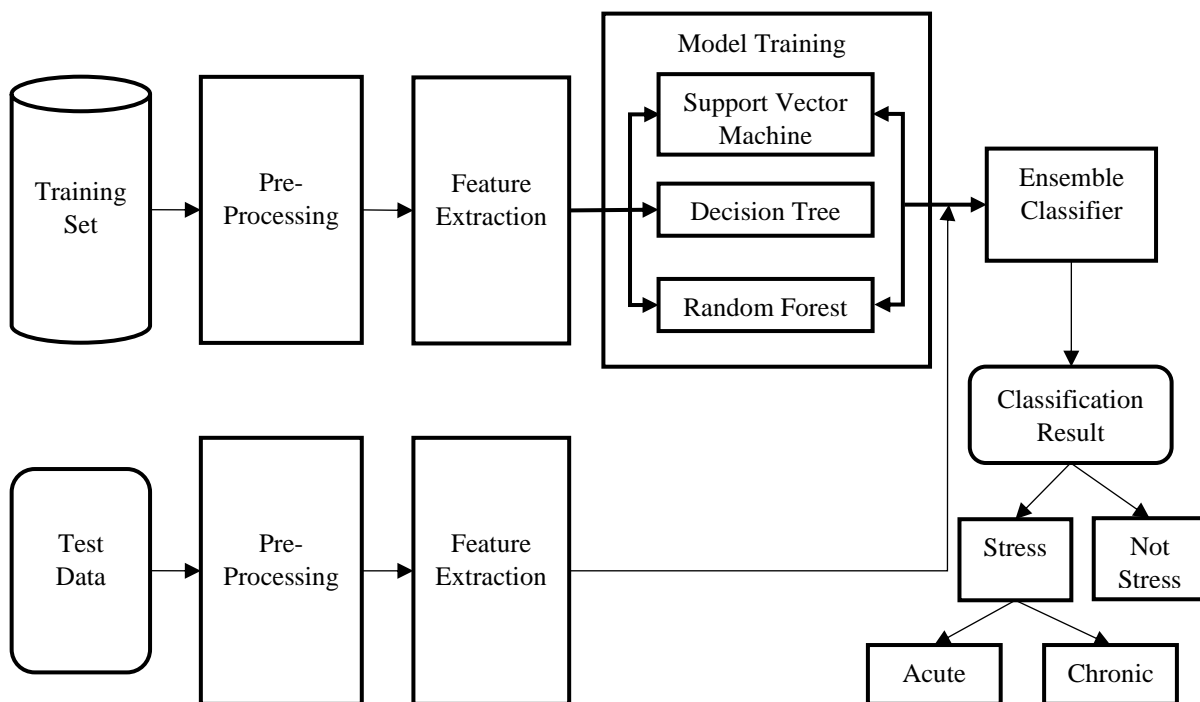 Model Training
Support Vector
Machine
Decision Tree
Random Forest
Training
Set
Pre-
Processing
Feature
Extraction
Ensemble
Classifier
Classification
Result
Test
Data
Pre-
Processing
Feature
Extraction
Stress
Not
Stress
Acute
Chronic